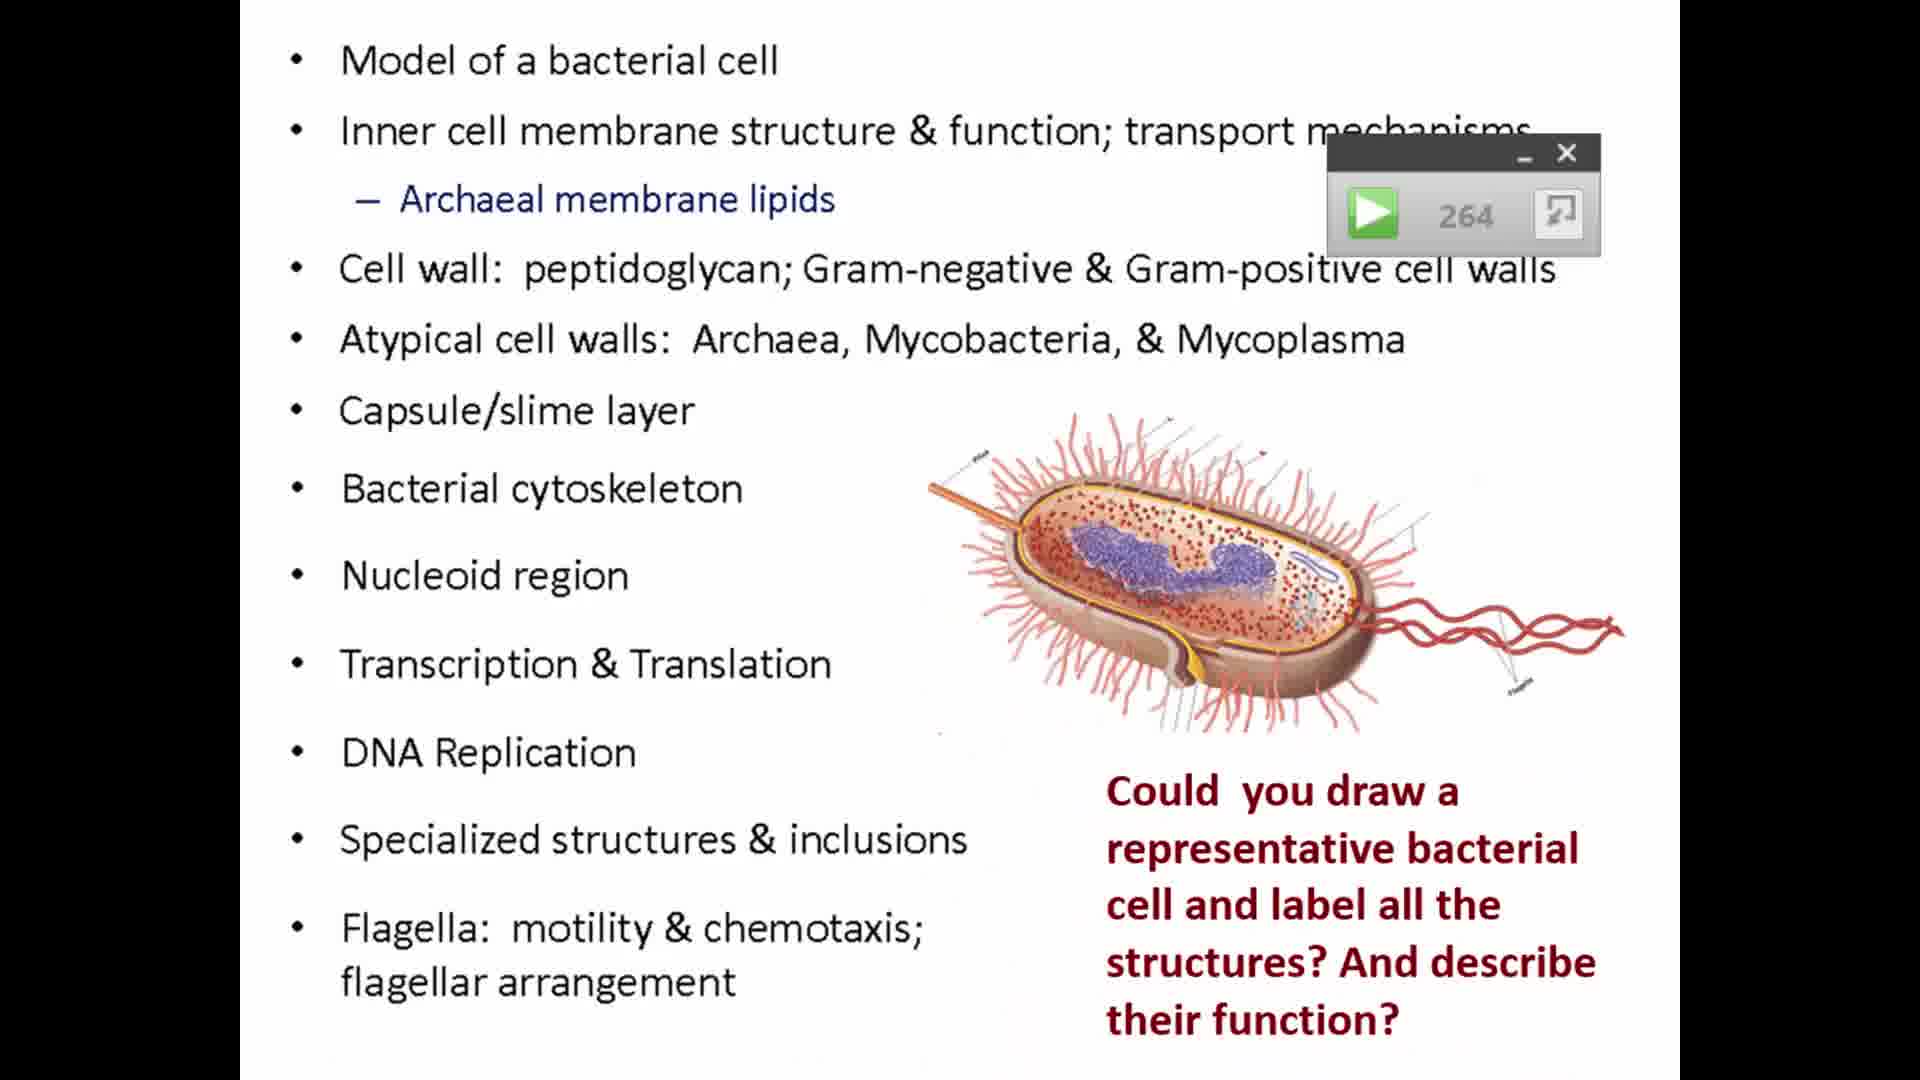 • Model of a bacterial cell
• Inner cell membrane structure & function; transport mechanisms
– Archaeal membrane lipids
264
• Cell wall: peptidoglycan; Gram-negative & Gram-positive cell walls
• Atypical cell walls: Archaea, Mycobacteria, & Mycoplasma
• Capsule/slime layer
• Bacterial cytoskeleton
• Nucleoid region
• Transcription & Translation
• DNA Replication
• Specialized structures & inclusions
• Flagella: motility & chemotaxis;
flagellar arrangement
Flagella
Could you draw a
representative bacterial
cell and label all the
structures? And describe
their function?